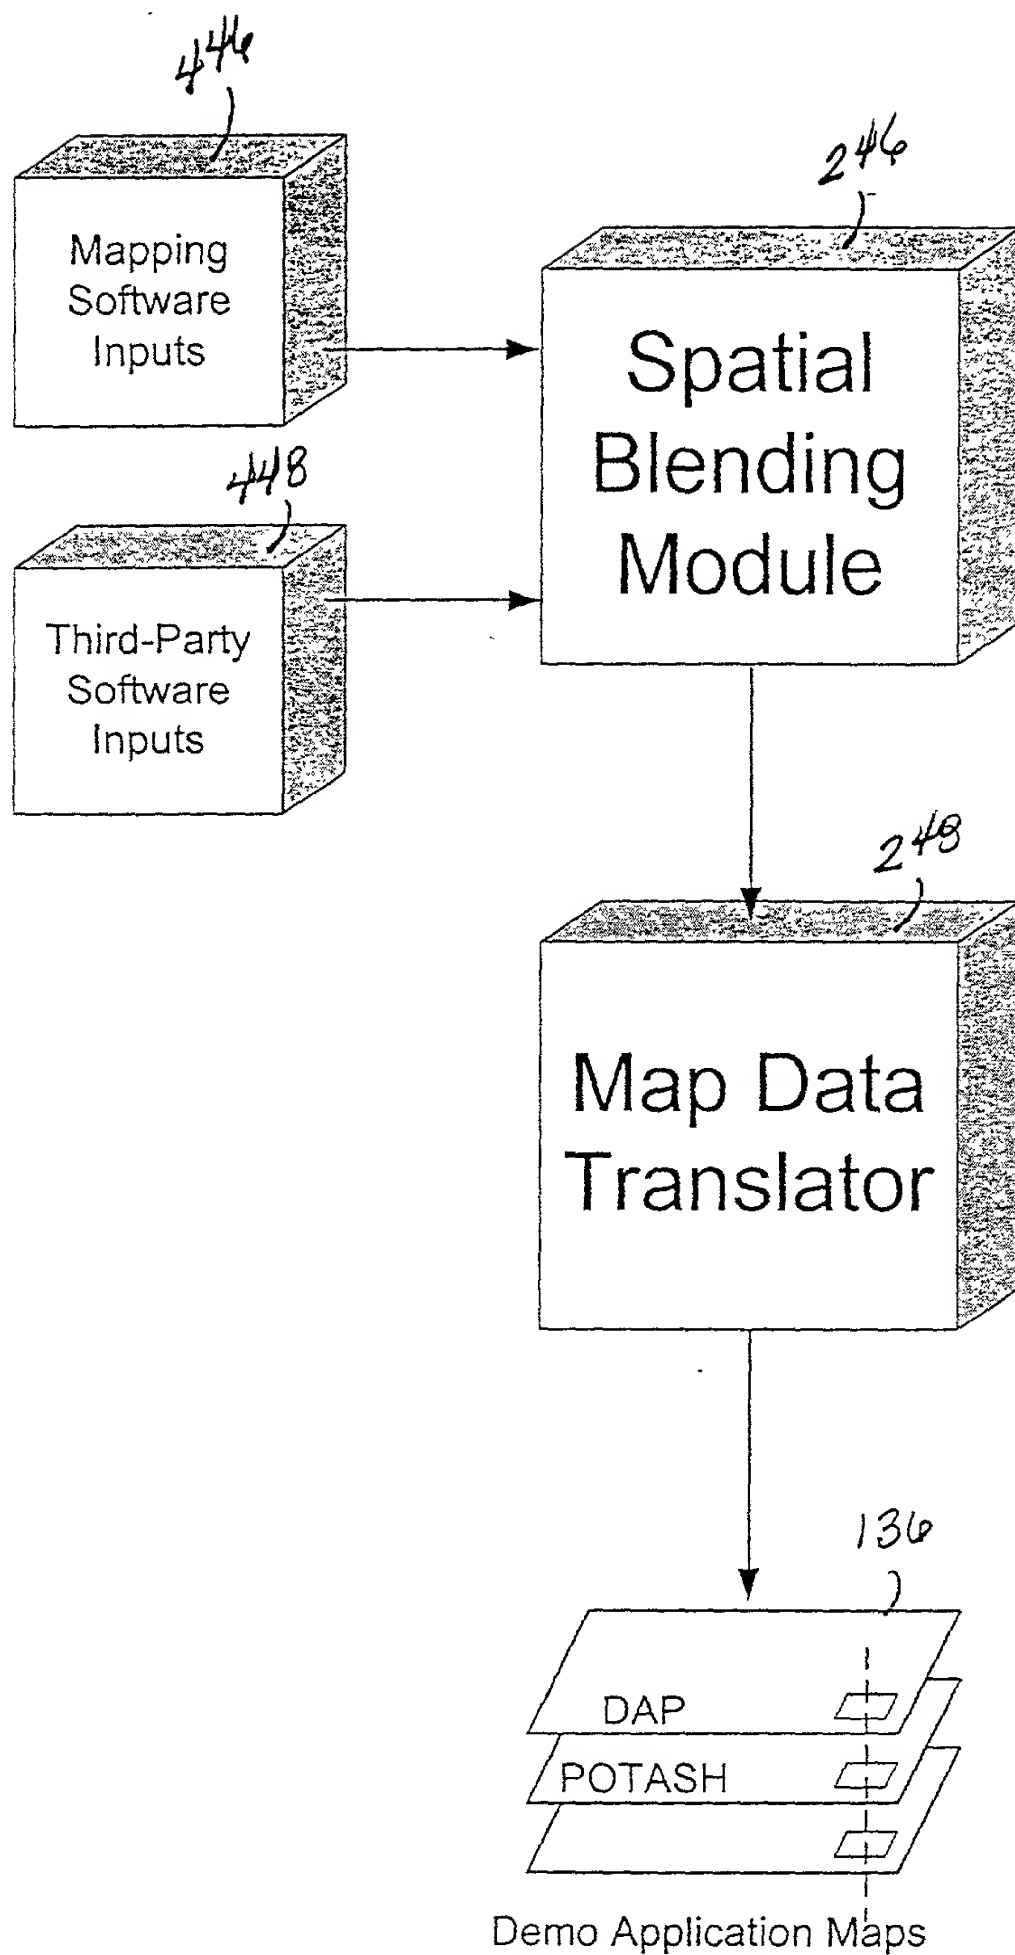 446
Mapping
Software
Inputs
246
Spatial
Blending
Module
448
Third-Party
Software
Inputs
248
Map Data
Translator
136
DAP
POTASH
Demo Application Maps